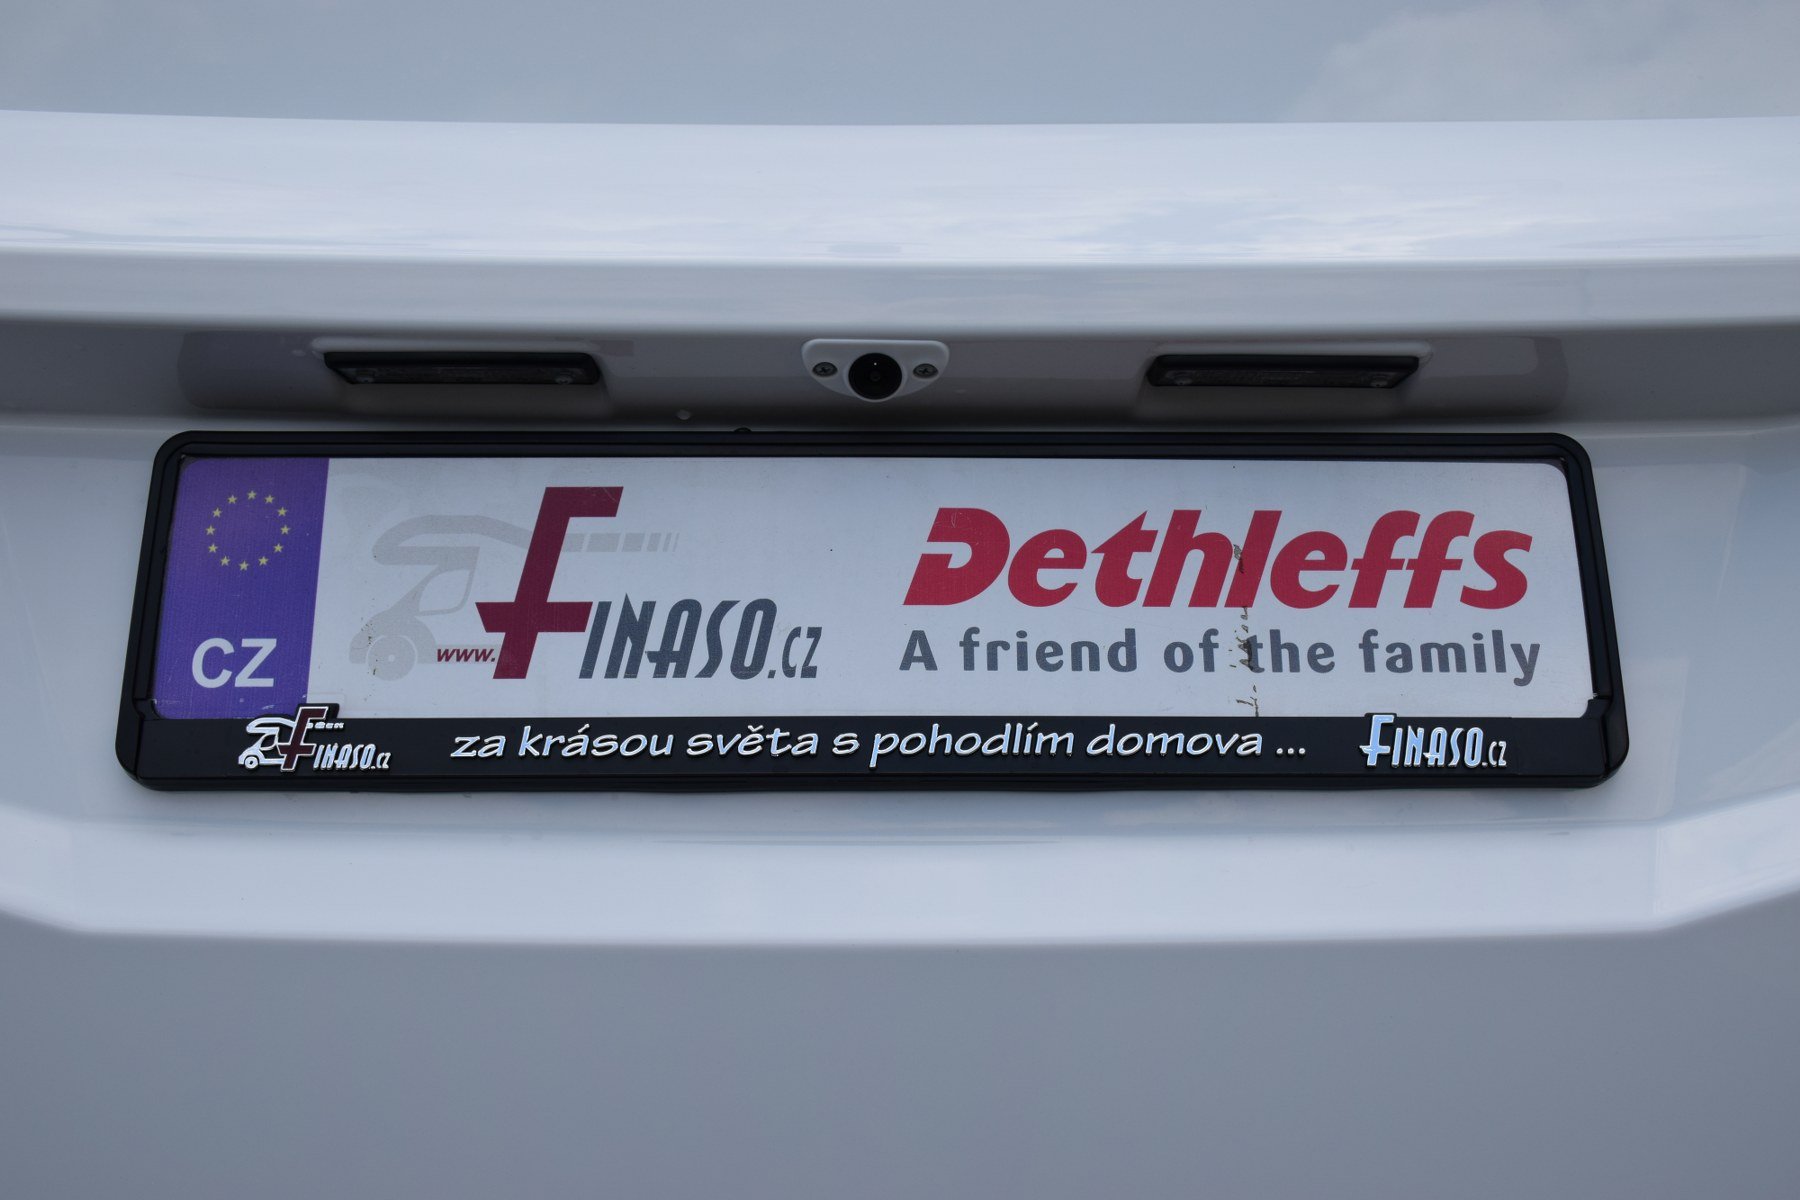 CZ
www.FINASO.CZ
Dethleffs
A friend of the family
FINASO.CZ za krásou světa s pohodlím domova ... FINASO.CZ